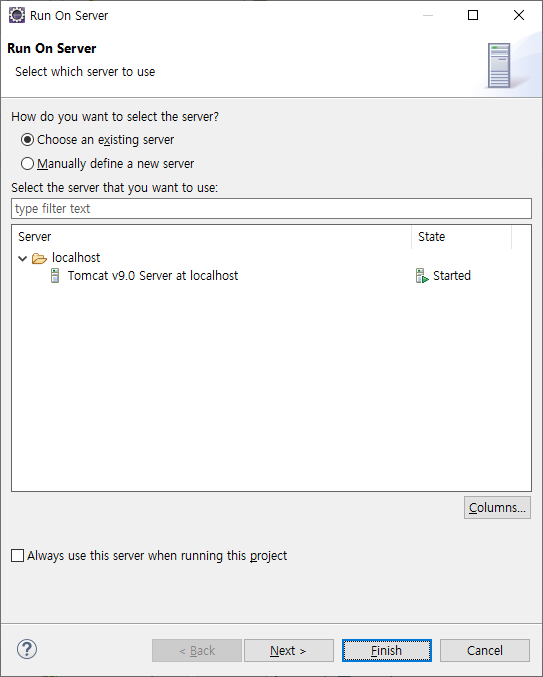 Run On Server
Run On Server
Select which server to use
How do you want to select the server?
Choose an existing server
Manually define a new server
Select the server that you want to use:
type filter text
Server State
localhost
Tomcat v9.0 Server at localhost Started
Columns...
Always use this server when running this project
? < Back Next > Finish Cancel